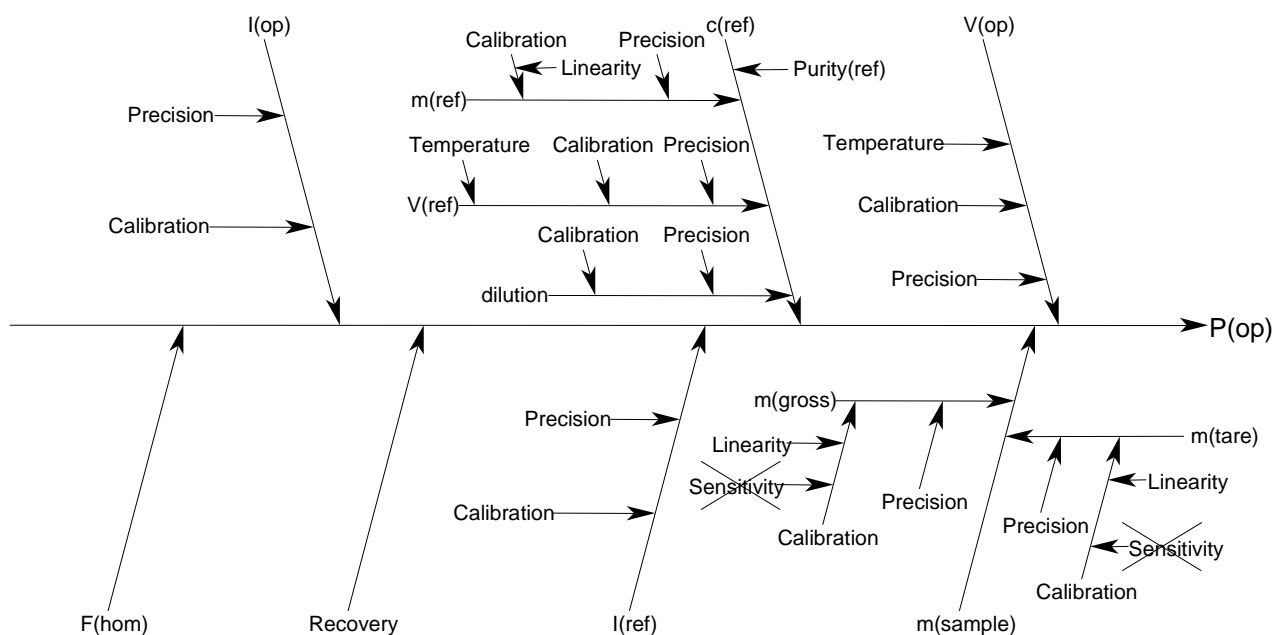 I(op)
c(ref)
V(op)
Calibration
Precision
Linearity
Purity(ref)
m(ref)
Precision
Temperature
Calibration
Precision
Temperature
V(ref)
Calibration
Calibration
Calibration
Precision
Precision
dilution
P(op)
m(gross)
Precision
Linearity
m(tare)
Sensitivity
Linearity
Precision
Calibration
Precision
Calibration
Sensitivity
Calibration
F(hom)
Recovery
I(ref)
m(sample)